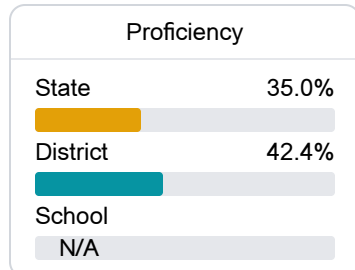 Proficiency
State 35.0%
District 42.4%
School
N/A